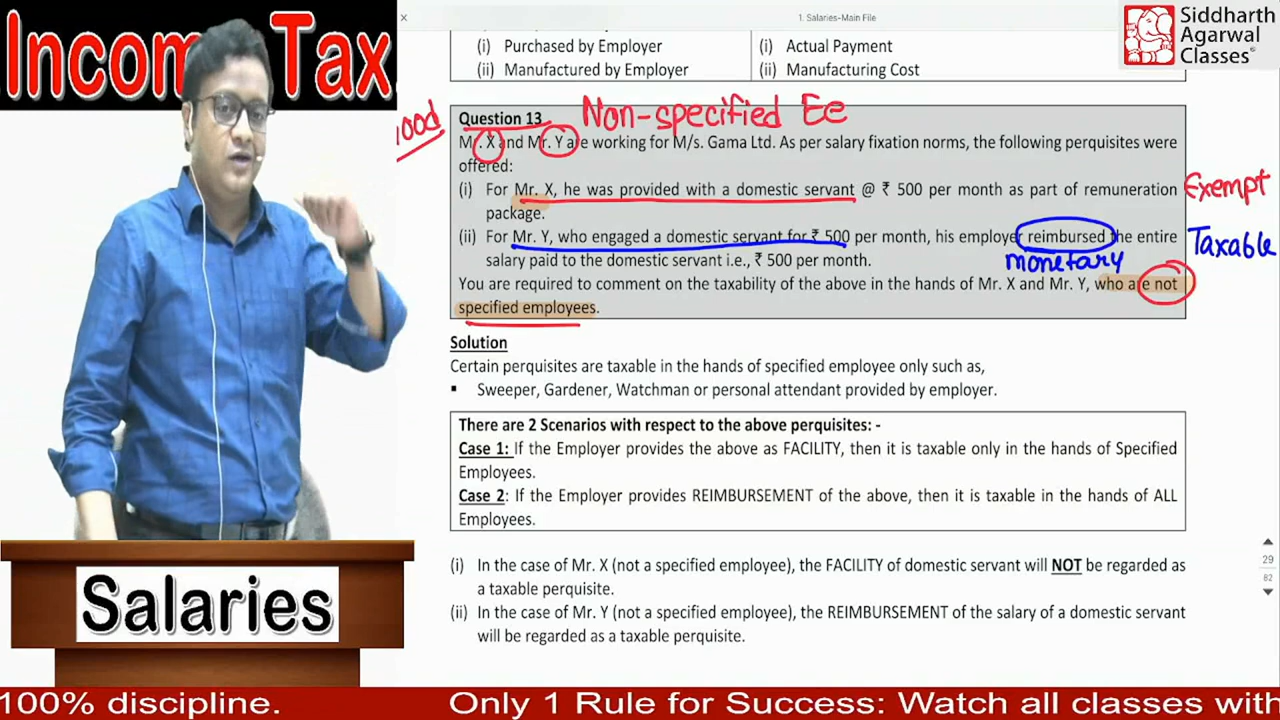 Income Tax
×
1. Salaries-Main File
Siddharth
Agarwal
Classes
(i) Purchased by Employer (i) Actual Payment
(ii) Manufactured by Employer (ii) Manufacturing Cost
Question 13 Non-specified Ee
Mr. X and Mr. Y are working for M/s. Gama Ltd. As per salary fixation norms, the following perquisites were
offered:
(i) For Mr. X, he was provided with a domestic servant @ ₹ 500 per month as part of remuneration Exempt
package.
(ii) For Mr. Y, who engaged a domestic servant for ₹ 500 per month, his employer reimbursed the entire Taxable
salary paid to the domestic servant i.e., ₹ 500 per month. monetary
You are required to comment on the taxability of the above in the hands of Mr. X and Mr. Y, who are not
specified employees.
Solution
Certain perquisites are taxable in the hands of specified employee only such as,
▪ Sweeper, Gardener, Watchman or personal attendant provided by employer.
There are 2 Scenarios with respect to the above perquisites: -
Case 1: If the Employer provides the above as FACILITY, then it is taxable only in the hands of Specified
Employees.
Case 2: If the Employer provides REIMBURSEMENT of the above, then it is taxable in the hands of ALL
Employees.
(i) In the case of Mr. X (not a specified employee), the FACILITY of domestic servant will NOT be regarded as
a taxable perquisite.
(ii) In the case of Mr. Y (not a specified employee), the REIMBURSEMENT of the salary of a domestic servant
will be regarded as a taxable perquisite.
29
82
Salaries
100% discipline. Only 1 Rule for Success: Watch all classes with